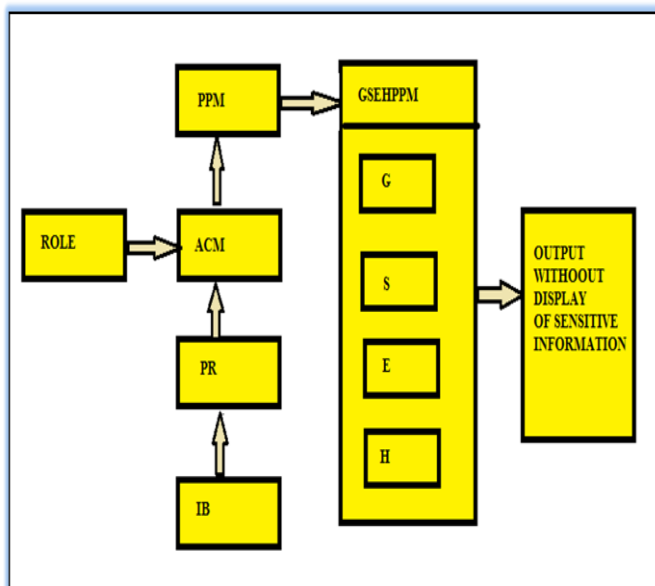 PPM
GSEHPPM
G
ROLE
ACM
S
OUTPUT
WITHOOUT
DISPLAY
OF SENSITIVE
INFORMATION
PR
E
H
IB